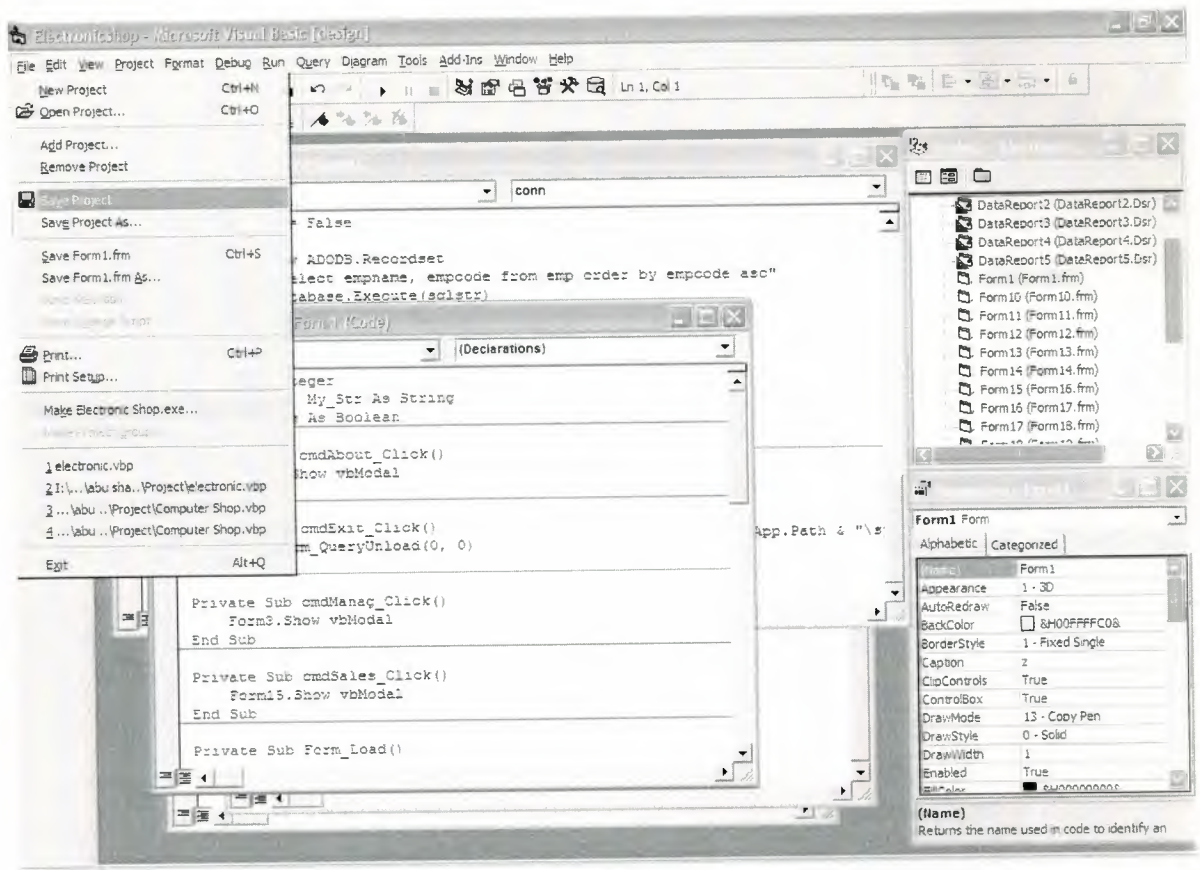 Electronicshop - Microsoft Visual Basic [design]
File Edit View Project Format Debug Run Query Diagram Tools Add-Ins Window Help
New Project Ctrl+N
Open Project... Ctrl+O
Add Project...
Remove Project
Save Project
Save Project As...
Save Form1.frm Ctrl+S
Save Form1.frm As...
Print... Ctrl+P
Print Setup...
Make Electronic Shop.exe...
1 electronic.vbp
2 I:\...\abu sha..\Project\electronic.vbp
3 ...\abu ..\Project\Computer Shop.vbp
4 ...\abu ..\Project\Computer Shop.vbp
Exit Alt+Q
Ln 1, Col 1
conn
= False
ADODB.Recordset
empname, empcode from emp order by empcode asc"
tabase.Execute(sqlstr)
App.Path & "\s
Form1 (Code)
(Declarations)
eger
My_Str As String
As Boolean
cmdAbout_Click()
how vbModal
cmdExit_Click()
m_QueryUnload(0, 0)
Private Sub cmdManag_Click()
Form3.Show vbModal
End Sub
Private Sub cmdSales_Click()
Form15.Show vbModal
End Sub
Private Sub Form_Load()
DataReport2 (DataReport2.Dsr)
DataReport3 (DataReport3.Dsr)
DataReport4 (DataReport4.Dsr)
DataReport5 (DataReport5.Dsr)
Form1 (Form1.frm)
Form10 (Form10.frm)
Form11 (Form11.frm)
Form12 (Form12.frm)
Form13 (Form13.frm)
Form14 (Form14.frm)
Form15 (Form16.frm)
Form16 (Form17.frm)
Form17 (Form18.frm)
Form1 Form
Alphabetic Categorized
(Name) Form1
Appearance 1 - 3D
AutoRedraw False
BackColor &H00FFFFC0&
BorderStyle 1 - Fixed Single
Caption z
ClipControls True
ControlBox True
DrawMode 13 - Copy Pen
DrawStyle 0 - Solid
DrawWidth 1
Enabled True
FillColor &H00000000&
(Name)
Returns the name used in code to identify an